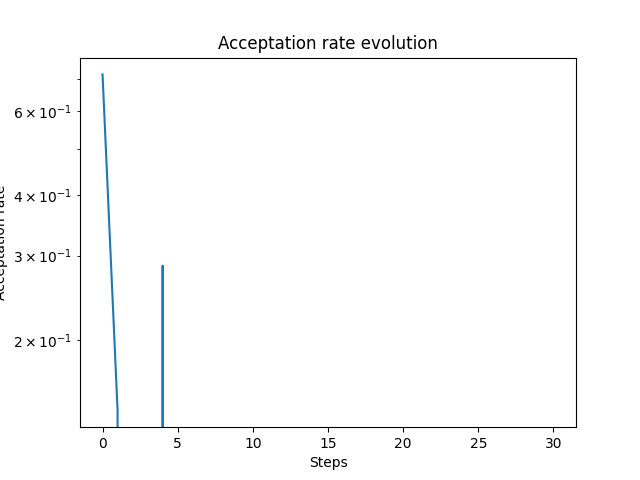 Acceptation rate evolution
6 × 10⁻¹
4 × 10⁻¹
3 × 10⁻¹
2 × 10⁻¹
Acceptation rate
0 5 10 15 20 25 30
Steps